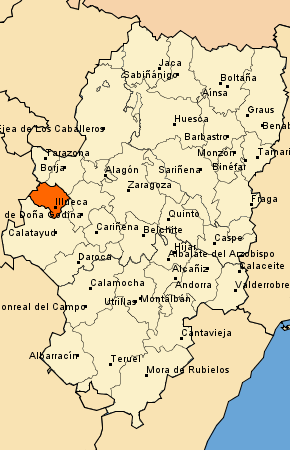 Jaca
Sabiñánigo
Boltaña
Aínsa
Graus
Huesca
Ejea de Los Caballeros
Barbastro
Benab
Tarazona
Monzón
Tamari
Borja
Alagón
Sariñena
Binéfar
Zaragoza
Illueca
Fraga
de Doña Godina
Quinto
Calatayud
Cariñena
Belchite
Caspe
Híjar
Albalate del Arzobispo
Daroca
Alcañiz
Calaceite
Calamocha
Andorra
Valderrobre
onreal del Campo
Utrillas
Montalbán
Cantavieja
Albarracín
Teruel
Mora de Rubielos